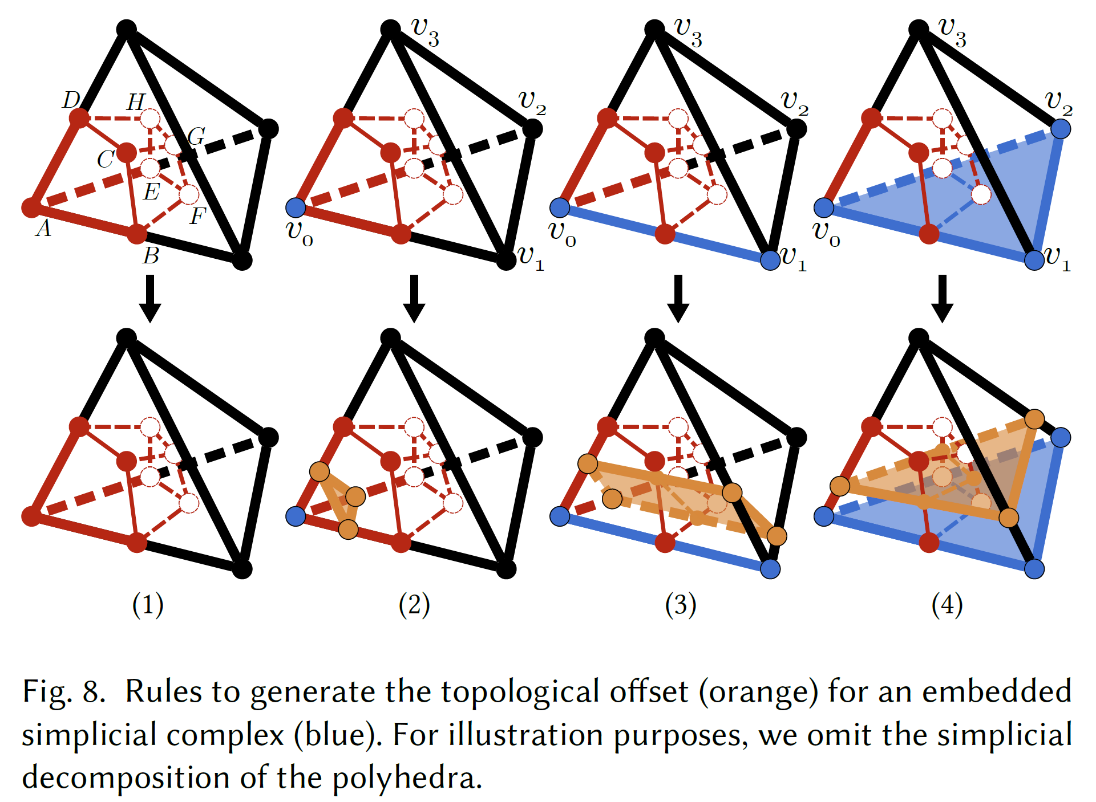 v₃ v₃ v₃
D H v₂ v₂ v₂
G
C
E
A F v₀ v₀ v₀
B v₁ v₁ v₁
(1) (2) (3) (4)
Fig. 8. Rules to generate the topological offset (orange) for an embedded
simplicial complex (blue). For illustration purposes, we omit the simplicial
decomposition of the polyhedra.